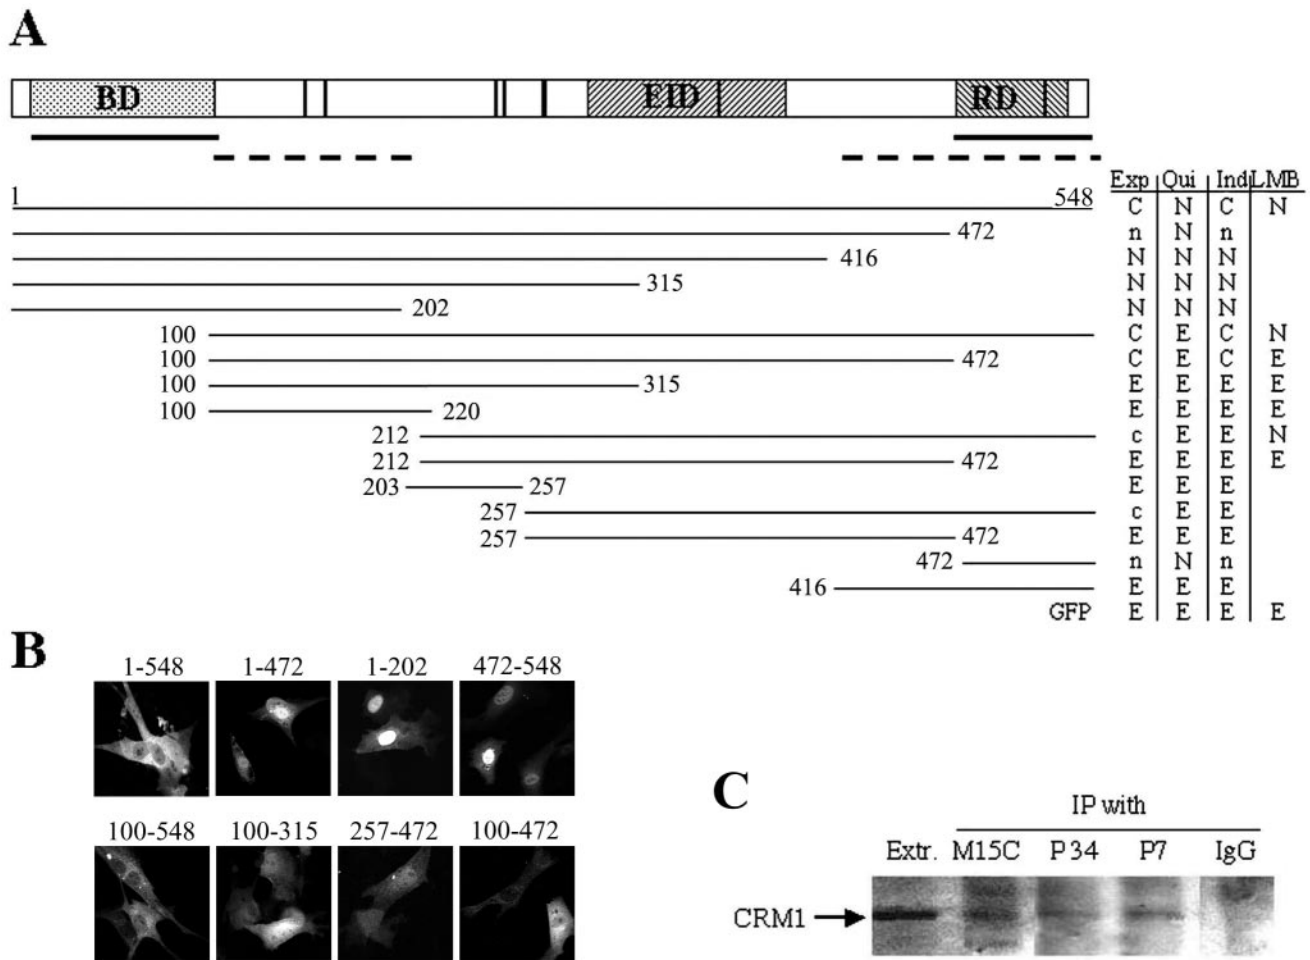 A
BD EID RD
Exp Qui Ind LMB
1 548 C N C N
472 n N n
416 N N N
315 N N N
202 N N N
100 C E C N
100 472 C E C E
100 315 E E E E
100 220 E E E E
212 c E E N
212 472 E E E E
203 257 E E E
257 c E E
257 472 E E E
472 n N n
416 E E E
GFP E E E E
B
1-548 1-472 1-202 472-548
100-548 100-315 257-472 100-472
C
IP with
Extr. M15C P34 P7 IgG
CRM1